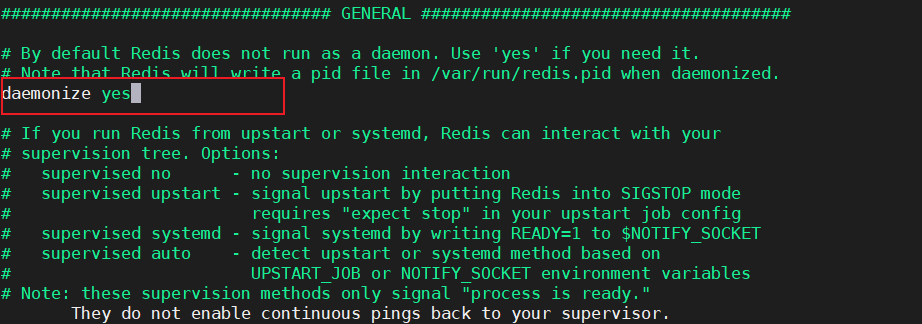 ################################# GENERAL #####################################
# By default Redis does not run as a daemon. Use 'yes' if you need it.
# Note that Redis will write a pid file in /var/run/redis.pid when daemonized.
daemonize yes
# If you run Redis from upstart or systemd, Redis can interact with your
# supervision tree. Options:
#   supervised no      - no supervision interaction
#   supervised upstart - signal upstart by putting Redis into SIGSTOP mode
#                        requires "expect stop" in your upstart job config
#   supervised systemd - signal systemd by writing READY=1 to $NOTIFY_SOCKET
#   supervised auto    - detect upstart or systemd method based on
#                        UPSTART_JOB or NOTIFY_SOCKET environment variables
# Note: these supervision methods only signal "process is ready."
       They do not enable continuous pings back to your supervisor.